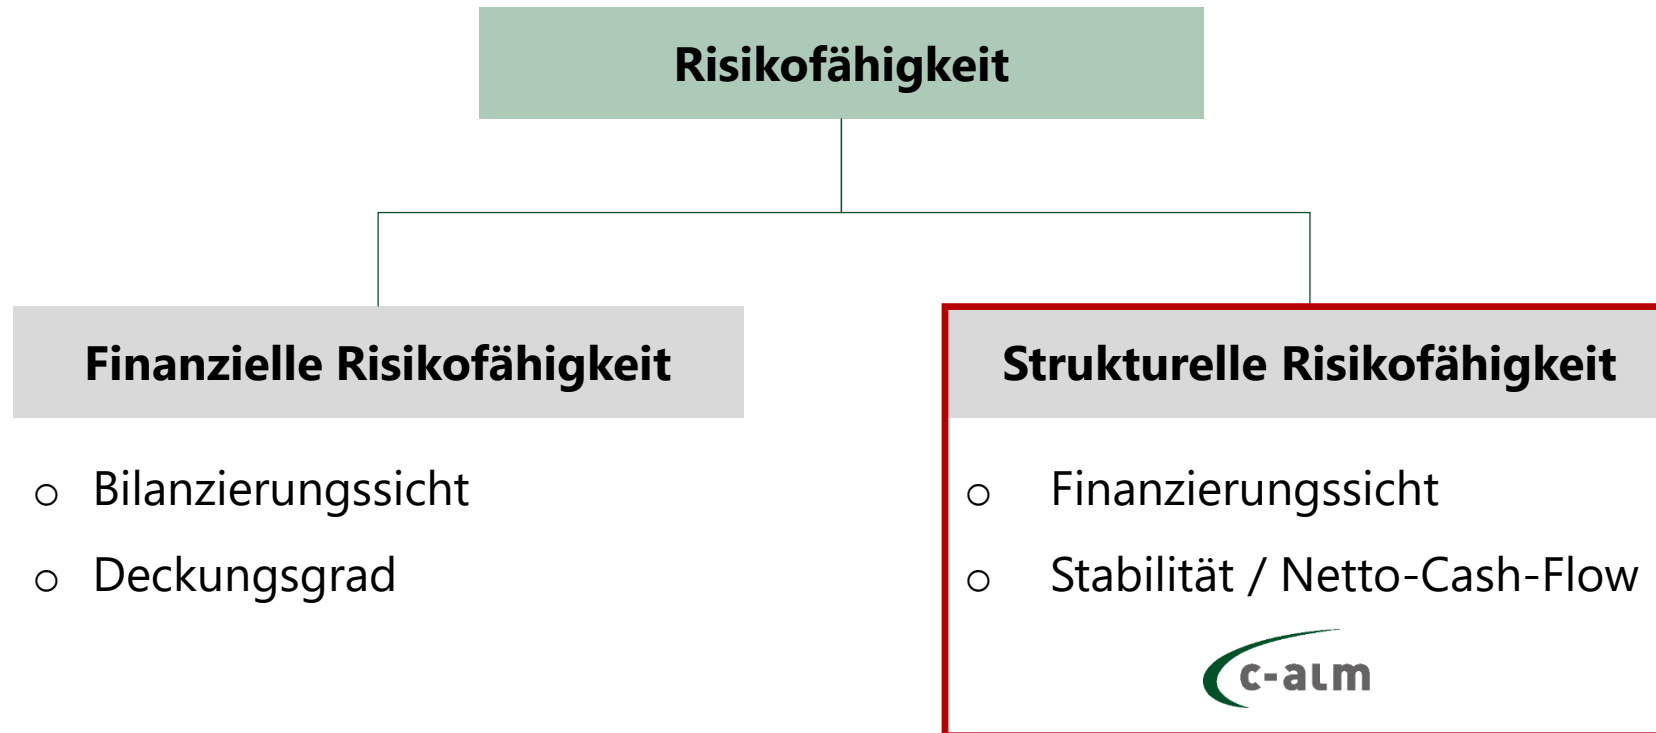 Risikofähigkeit
Finanzielle Risikofähigkeit
○ Bilanzierungssicht
○ Deckungsgrad
Strukturelle Risikofähigkeit
○ Finanzierungssicht
○ Stabilität / Netto-Cash-Flow
c-alm